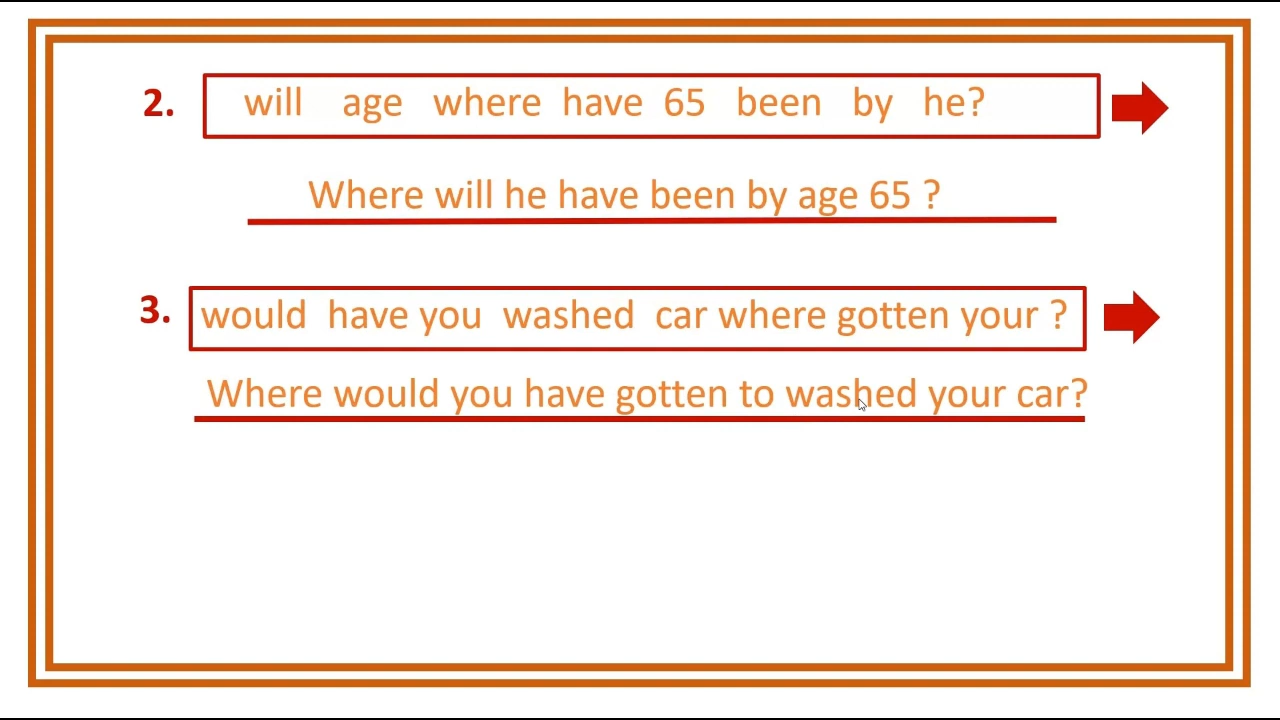 2. will age where have 65 been by he?
Where will he have been by age 65 ?
3. would have you washed car where gotten your ?
Where would you have gotten to washed your car?